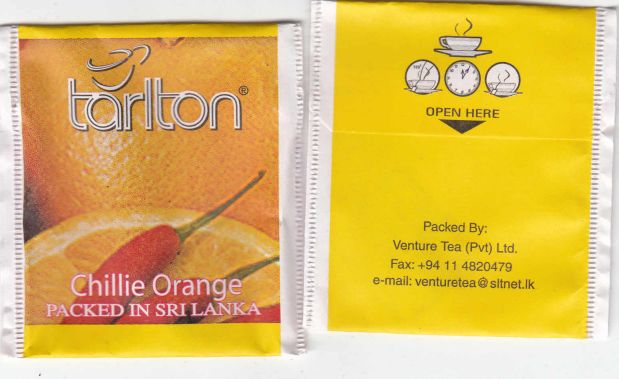 tarlton®
Chillie Orange
PACKED IN SRI LANKA
OPEN HERE
Packed By:
Venture Tea (Pvt) Ltd.
Fax: +94 11 4820479
e-mail: venturetea@sltnet.lk